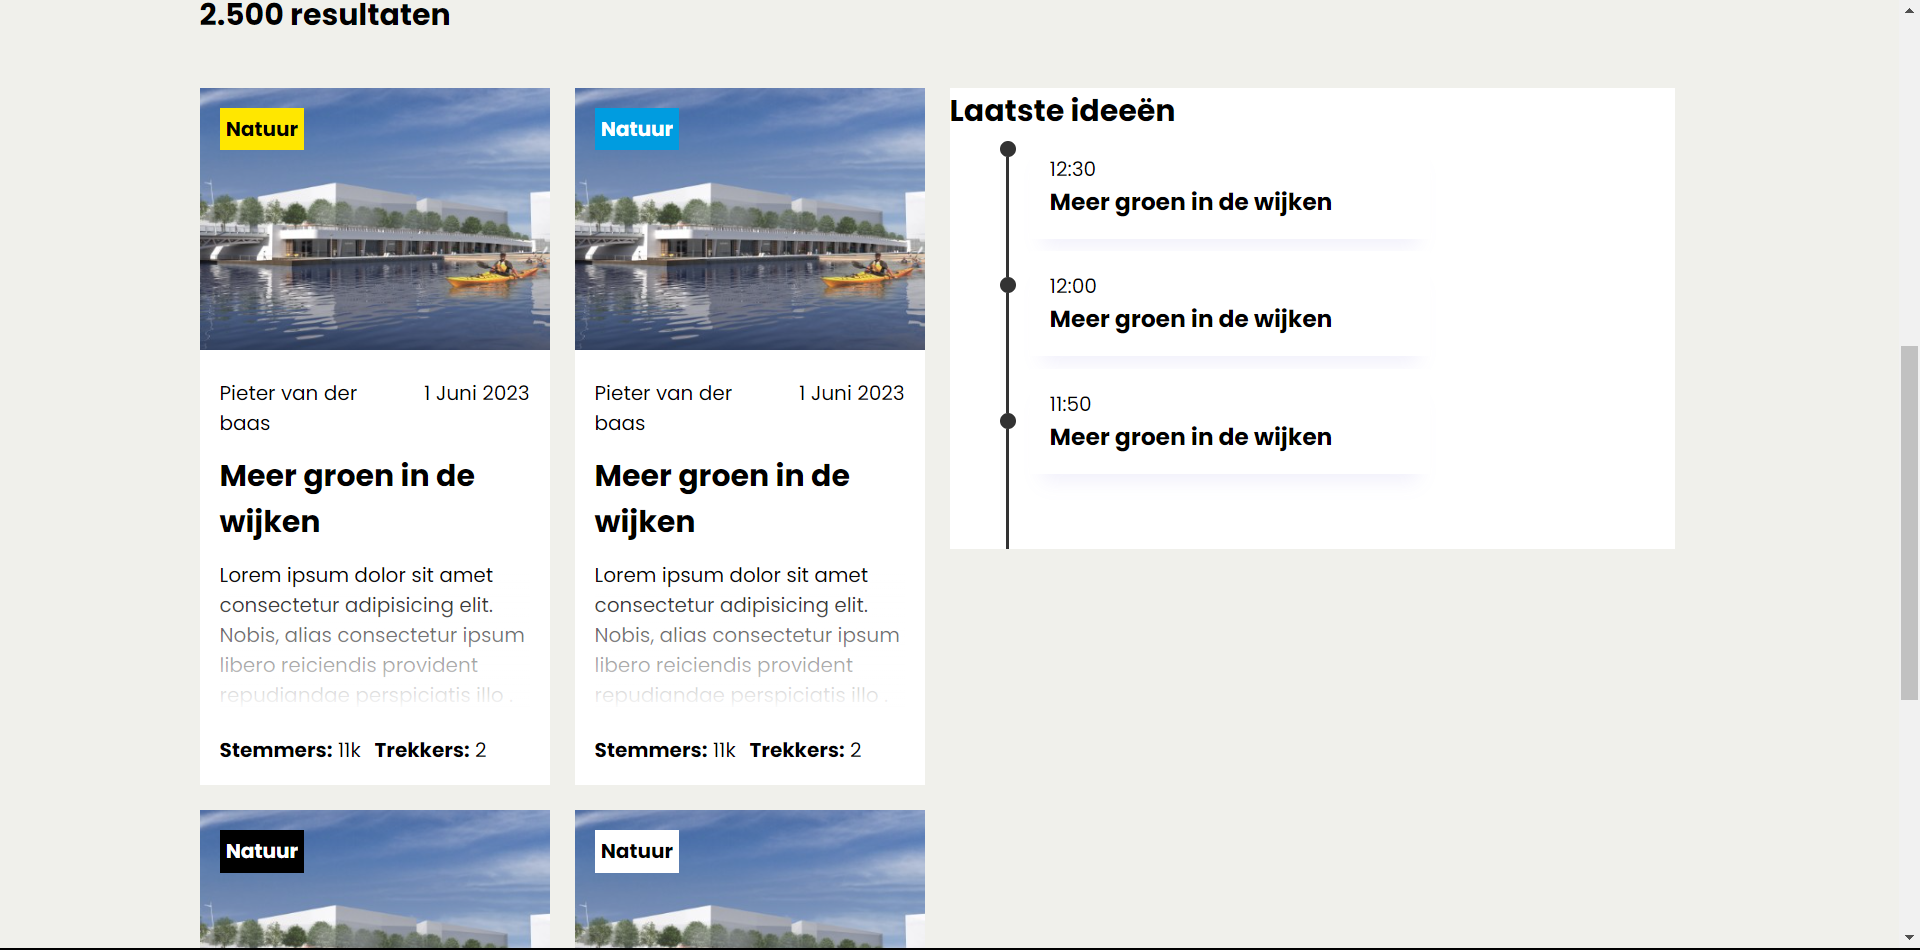 2.500 resultaten
Natuur
Pieter van der
baas
1 Juni 2023
Meer groen in de
wijken
Lorem ipsum dolor sit amet
consectetur adipisicing elit.
Nobis, alias consectetur ipsum
libero reiciendis provident
repudiandae perspiciatis illo .
Stemmers: 11k Trekkers: 2
Natuur
Pieter van der
baas
1 Juni 2023
Meer groen in de
wijken
Lorem ipsum dolor sit amet
consectetur adipisicing elit.
Nobis, alias consectetur ipsum
libero reiciendis provident
repudiandae perspiciatis illo .
Stemmers: 11k Trekkers: 2
Laatste ideeën
12:30
Meer groen in de wijken
12:00
Meer groen in de wijken
11:50
Meer groen in de wijken
Natuur
Natuur